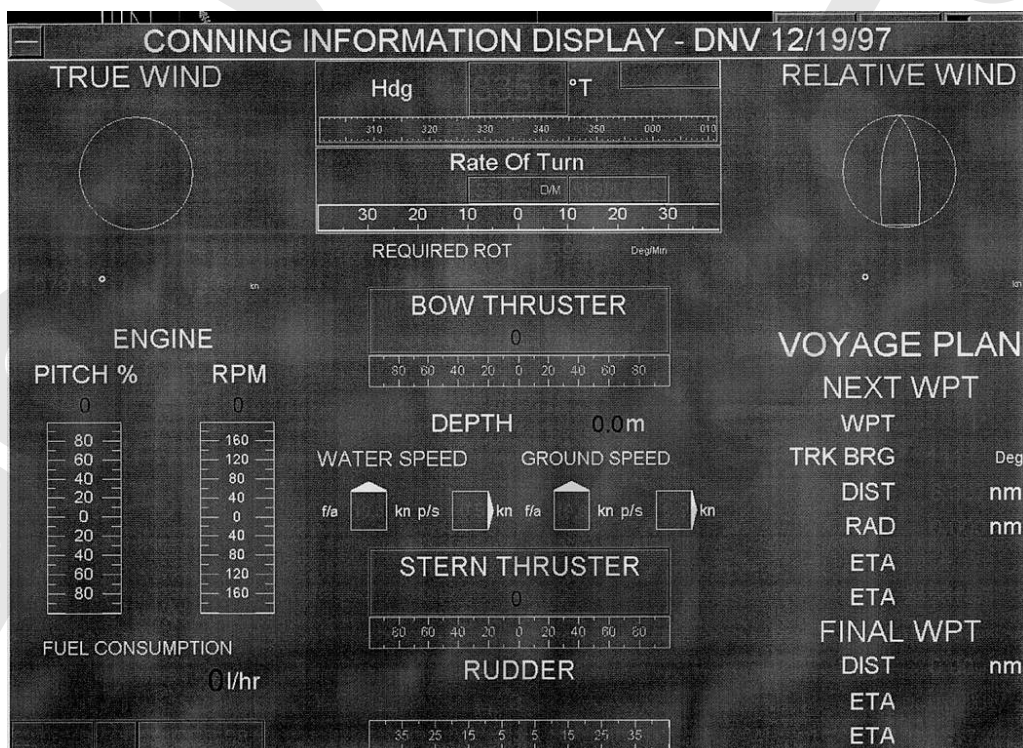 CONNING INFORMATION DISPLAY - DNV 12/19/97
TRUE WIND
Hdg °T
310 320 330 340 350 000 010
Rate Of Turn
D/M
30 20 10 0 10 20 30
REQUIRED ROT Deg/Min
RELATIVE WIND
° kn
° kn
BOW THRUSTER
0
80 60 40 20 0 20 40 60 80
ENGINE
PITCH % RPM
0 0
80 160
60 120
40 80
20 40
0 0
20 40
40 80
60 120
80 160
FUEL CONSUMPTION
0 l/hr
DEPTH 0.0 m
WATER SPEED GROUND SPEED
f/a kn p/s kn f/a kn p/s kn
STERN THRUSTER
0
80 60 40 20 0 20 40 60 80
RUDDER
35 25 15 5 5 15 25 35
VOYAGE PLAN
NEXT WPT
WPT
TRK BRG Deg
DIST nm
RAD nm
ETA
ETA
FINAL WPT
DIST nm
ETA
ETA